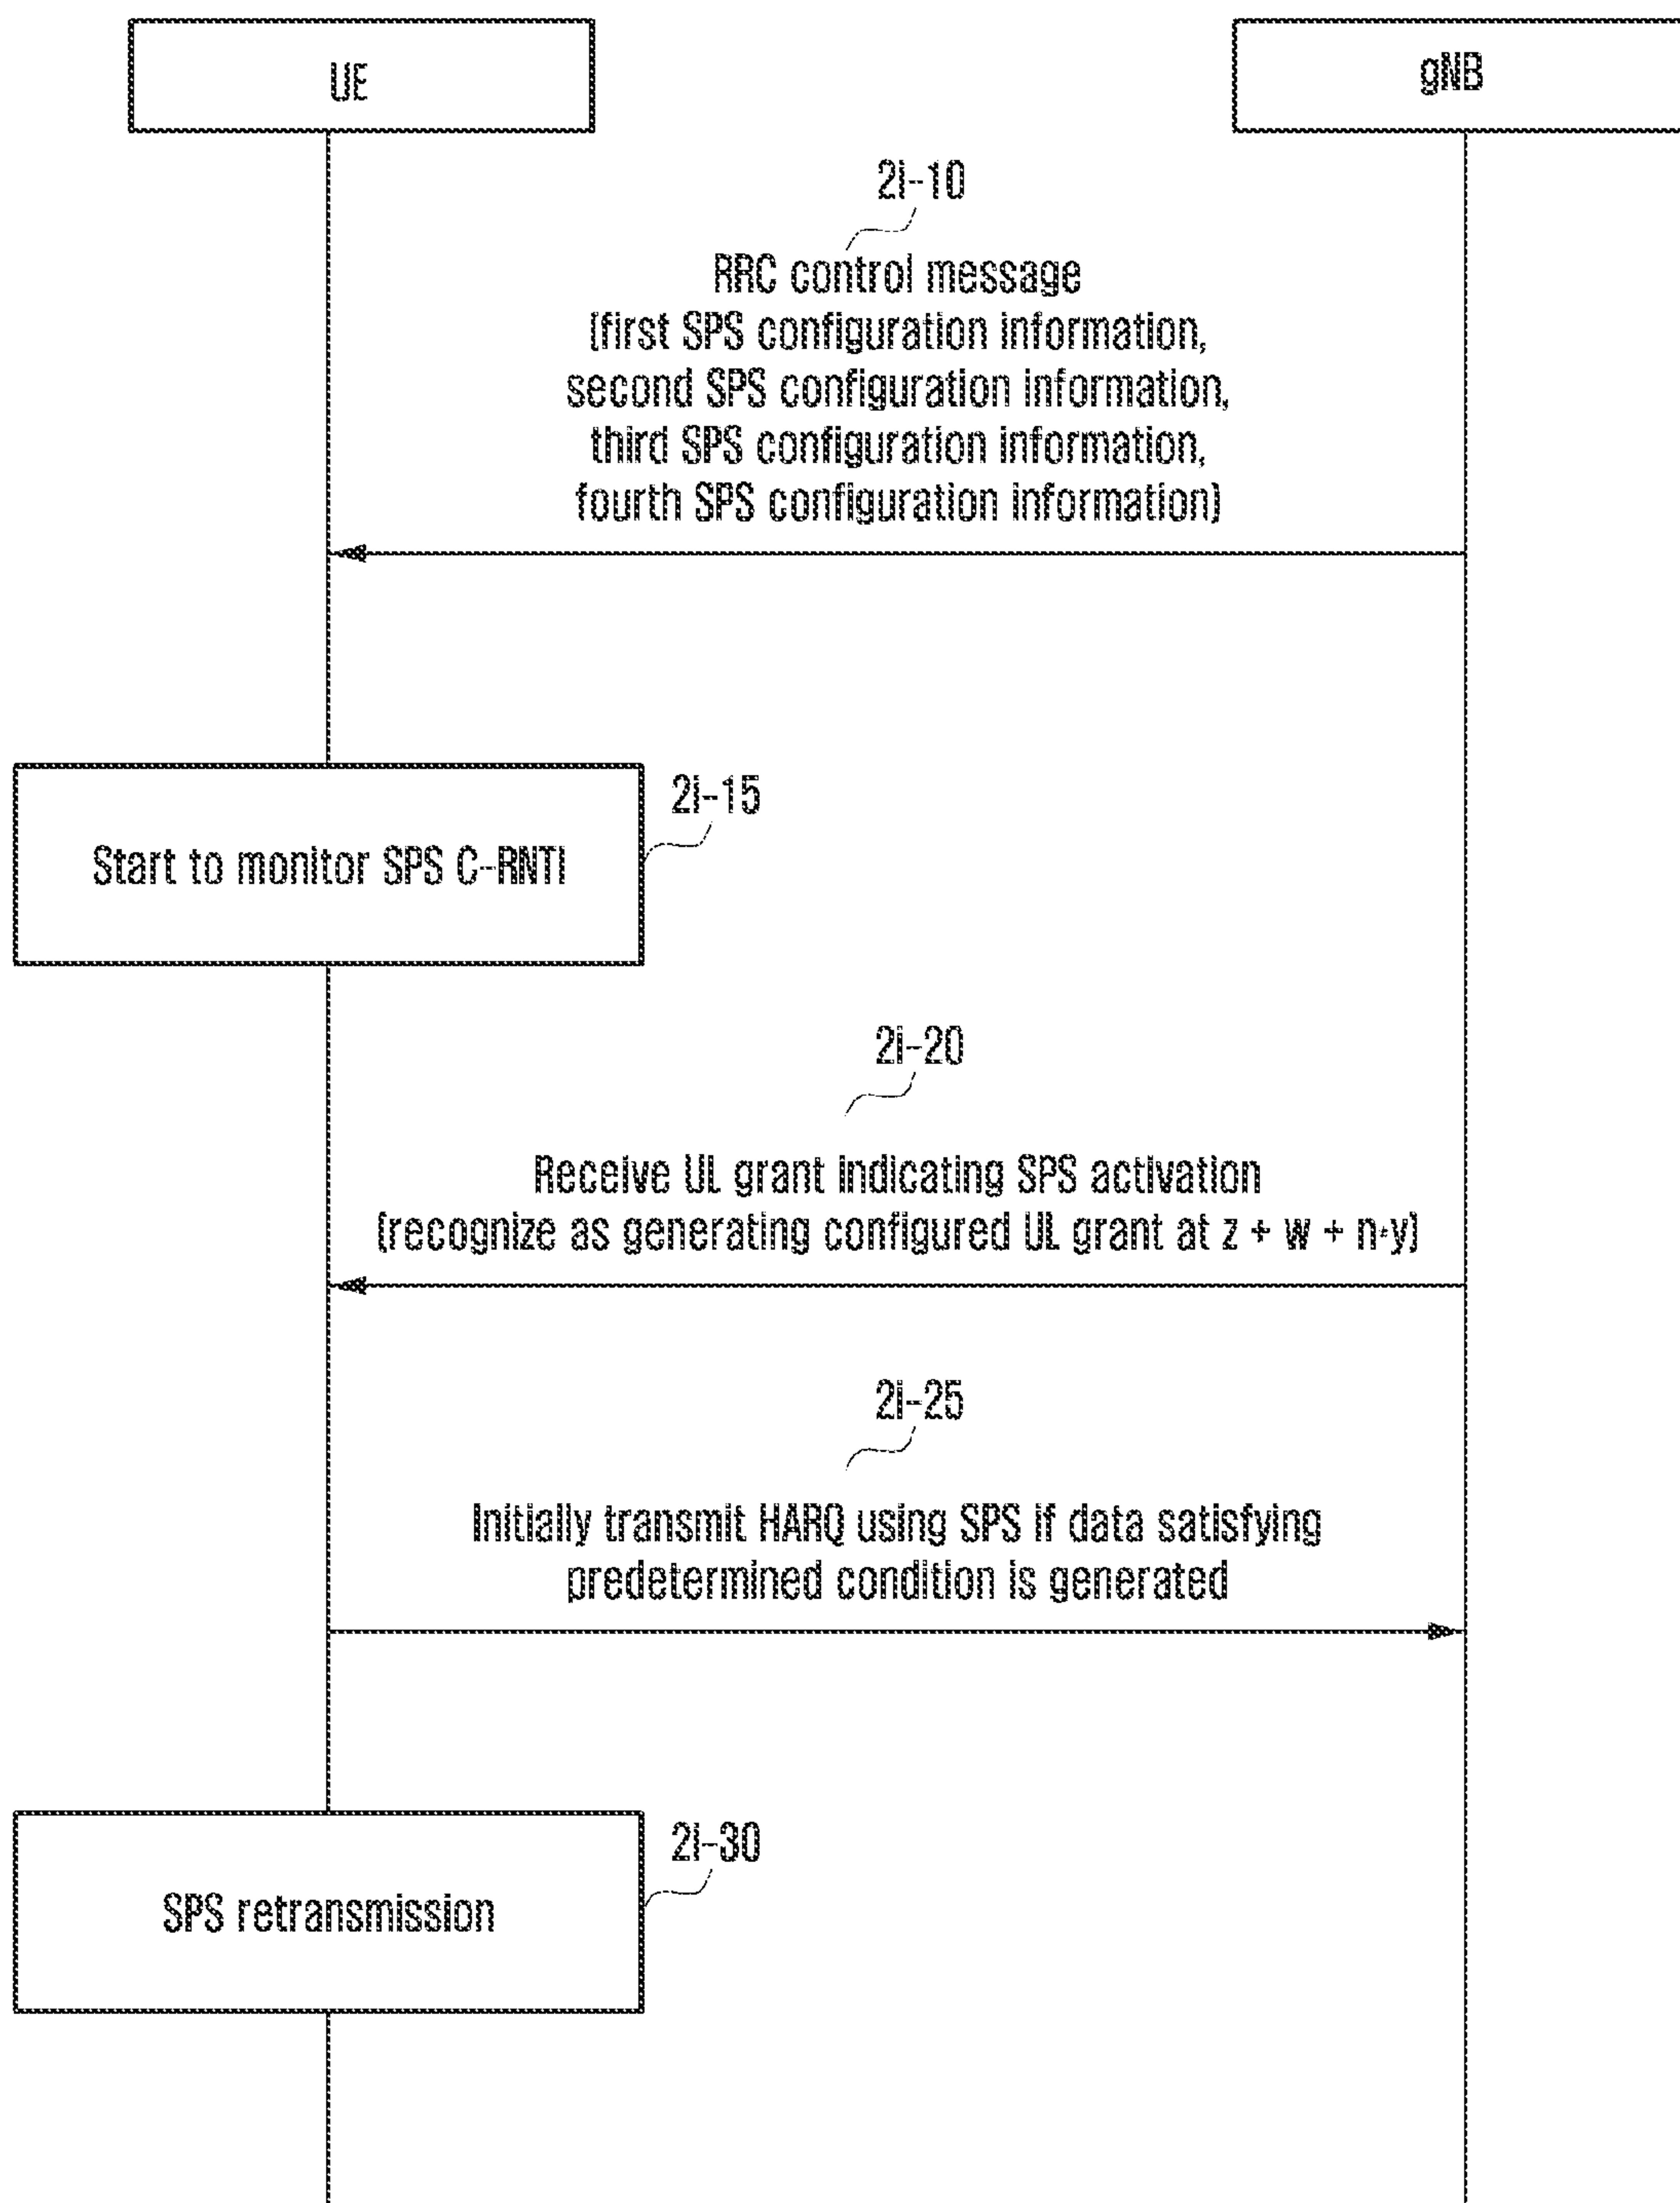 UE
gNB
2i-10
RRC control message
(first SPS configuration information,
second SPS configuration information,
third SPS configuration information,
fourth SPS configuration information)
2i-15
Start to monitor SPS C-RNTI
2i-20
Receive UL grant indicating SPS activation
(recognize as generating configured UL grant at z + w + n*y)
2i-25
Initially transmit HARQ using SPS if data satisfying
predetermined condition is generated
2i-30
SPS retransmission